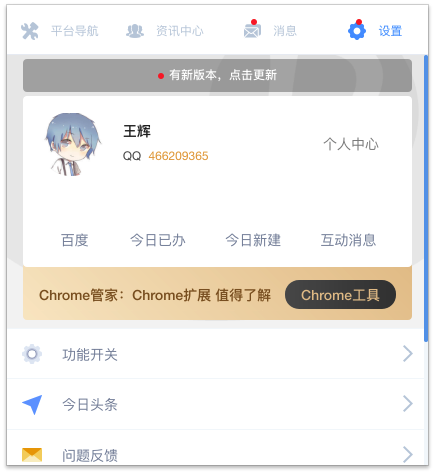 平台导航 资讯中心 消息 设置
有新版本，点击更新
王辉
QQ 466209365
个人中心
百度 今日已办 今日新建 互动消息
Chrome管家：Chrome扩展 值得了解 Chrome工具
功能开关
今日头条
问题反馈